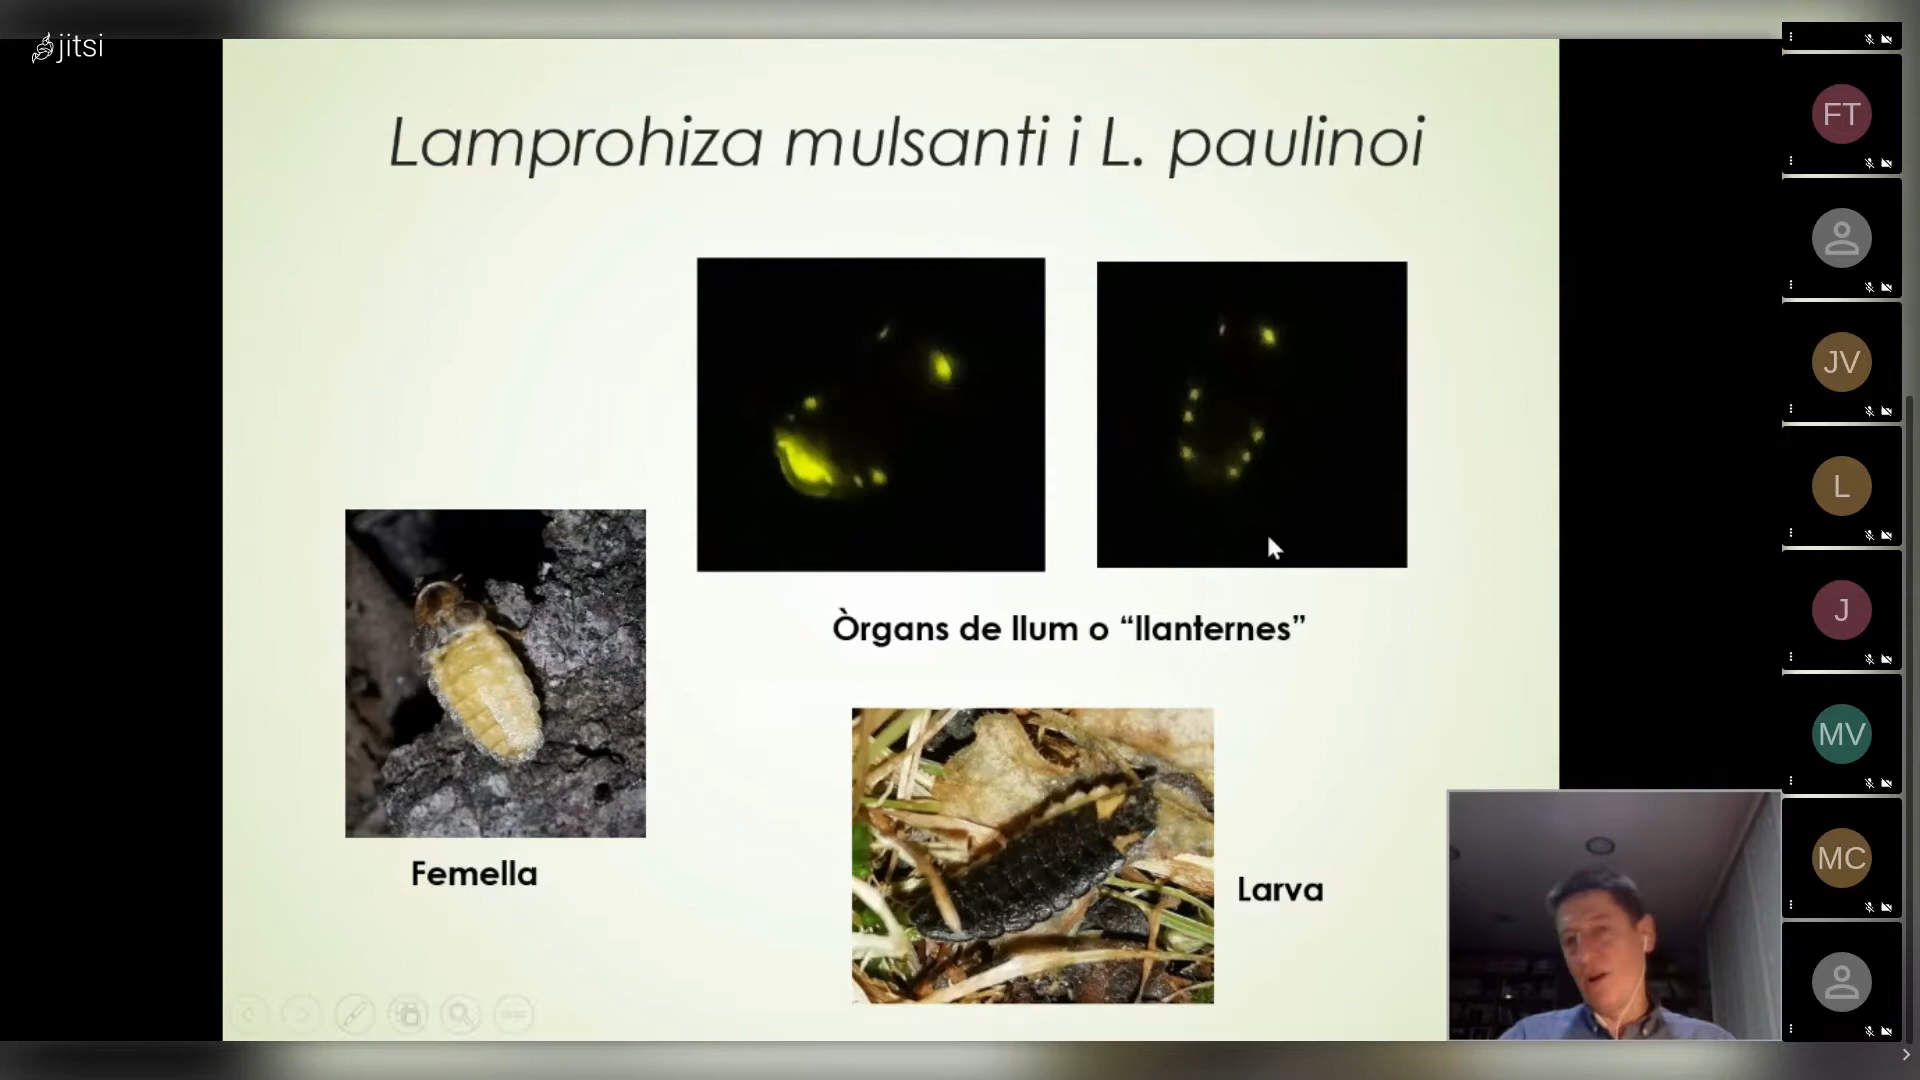 jitsi
Lamprohiza mulsanti i L. paulinoi
Òrgans de llum o “llanternes”
Femella
Larva
FT
JV
L
J
MV
MC